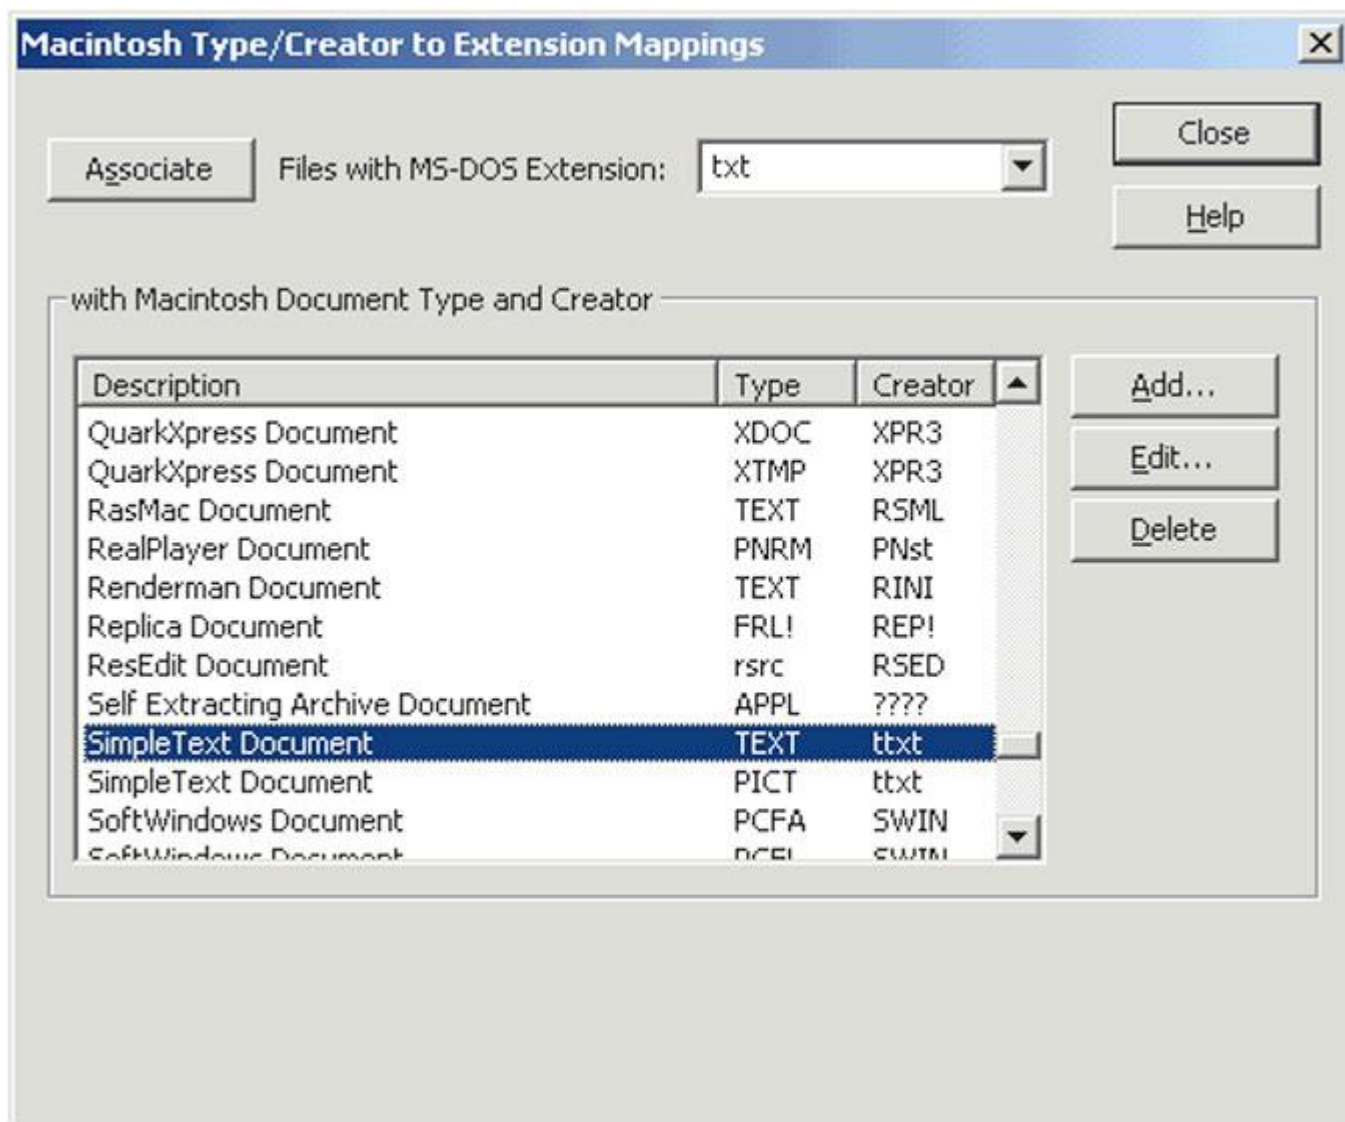 Macintosh Type/Creator to Extension Mappings
Associate Files with MS-DOS Extension: txt Close
Help
with Macintosh Document Type and Creator
Description Type Creator Add...
QuarkXpress Document XDOC XPR3
QuarkXpress Document XTMP XPR3
Edit...
RasMac Document TEXT RSML
Delete
RealPlayer Document PNRM PNst
Renderman Document TEXT RINI
Replica Document FRL! REP!
ResEdit Document rsrc RSED
Self Extracting Archive Document APPL ????
SimpleText Document TEXT ttxt
SimpleText Document PICT ttxt
SoftWindows Document PCFA SWIN
SoftWindows Document SWIN